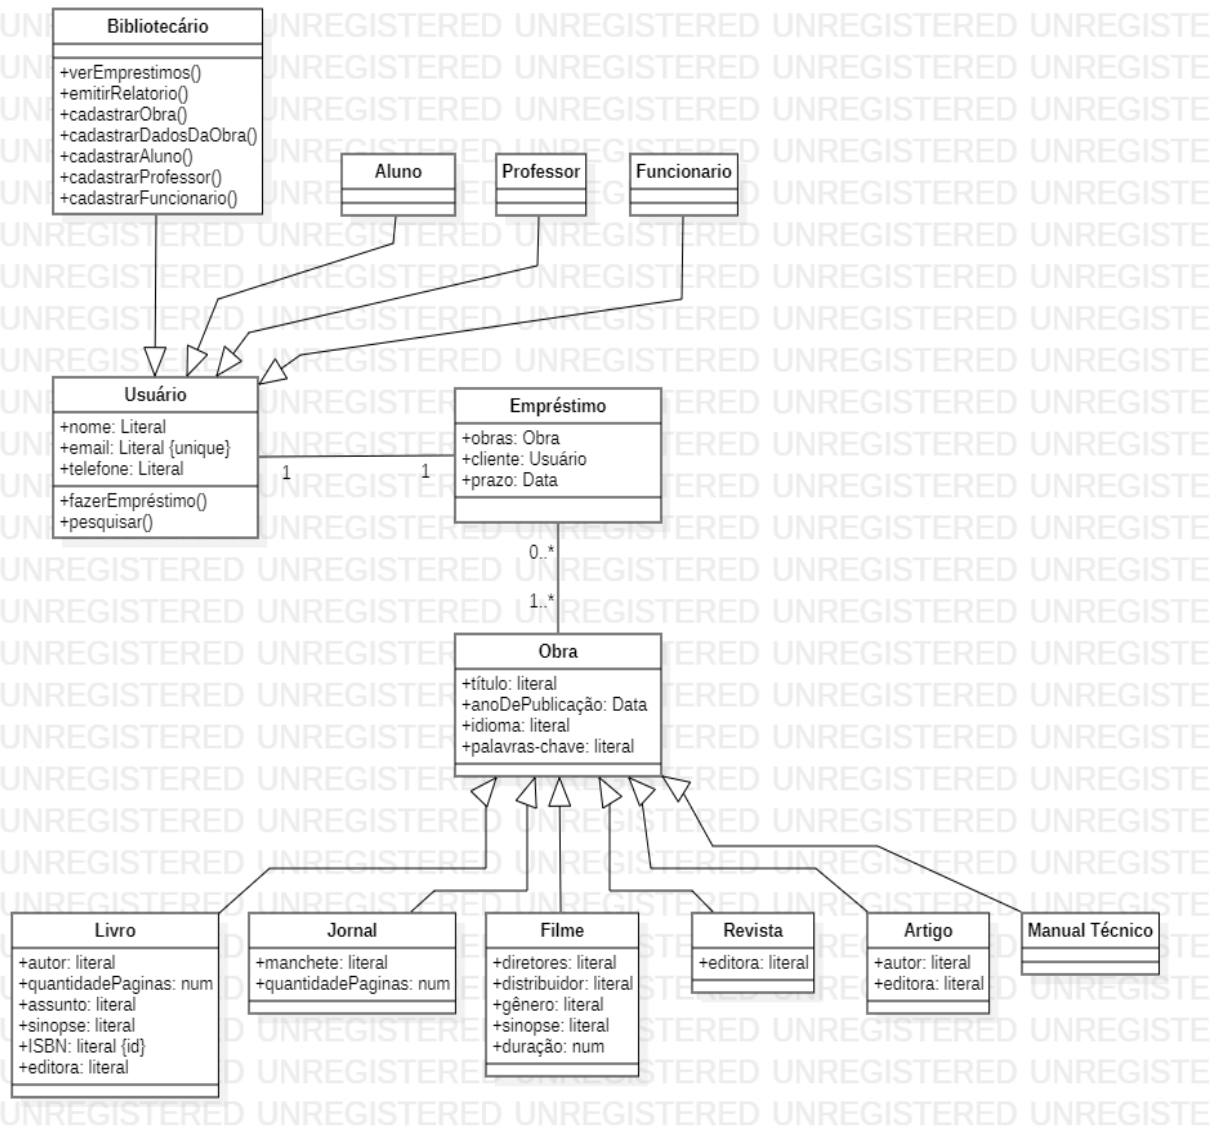 Bibliotecário
+verEmprestimos()
+emitirRelatorio()
+cadastrarObra()
+cadastrarDadosDaObra()
+cadastrarAluno()
+cadastrarProfessor()
+cadastrarFuncionario()
Aluno
Professor
Funcionario
Usuário
+nome: Literal
+email: Literal {unique}
+telefone: Literal
+fazerEmpréstimo()
+pesquisar()
1
1
Empréstimo
+obras: Obra
+cliente: Usuário
+prazo: Data
0..*
1..*
Obra
+título: literal
+anoDePublicação: Data
+idioma: literal
+palavras-chave: literal
Livro
+autor: literal
+quantidadePaginas: num
+assunto: literal
+sinopse: literal
+ISBN: literal {id}
+editora: literal
Jornal
+manchete: literal
+quantidadePaginas: num
Filme
+diretores: literal
+distribuidor: literal
+gênero: literal
+sinopse: literal
+duração: num
Revista
+editora: literal
Artigo
+autor: literal
+editora: literal
Manual Técnico
UNREGISTERED UNREGISTERED UNREGISTERED UNREGISTERED UNREGISTE